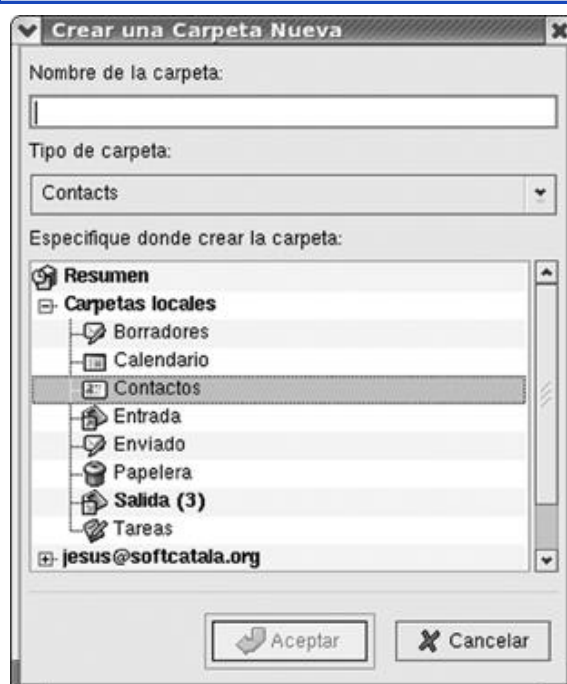 Crear una Carpeta Nueva
Nombre de la carpeta:
Tipo de carpeta:
Contacts
Especifique donde crear la carpeta:
Resumen
Carpetas locales
Borradores
Calendario
Contactos
Entrada
Enviado
Papelera
Salida (3)
Tareas
jesus@softcatala.org
Aceptar
Cancelar